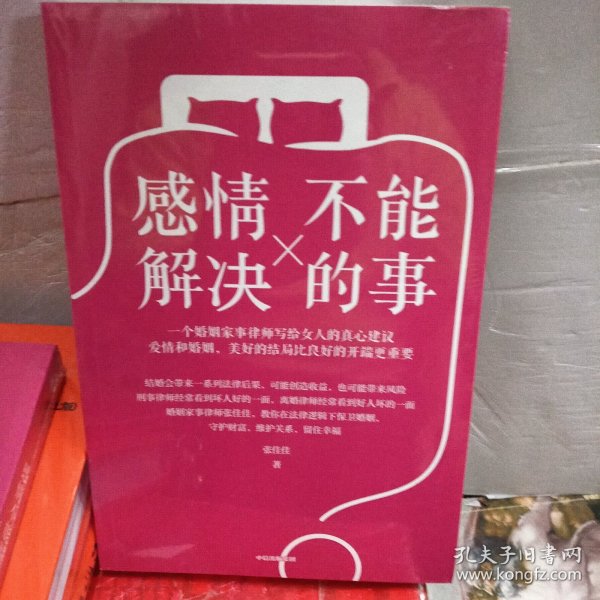 感情 不能
解决×的事
一个婚姻家事律师写给女人的真心建议
爱情和婚姻，美好的结局比良好的开端更重要
结婚会带来一系列法律后果，可能创造收益，也可能带来风险
刑事律师经常看到坏人好的一面，离婚律师经常看到好人坏的一面
婚姻家事律师张佳佳，教你在法律逻辑下保卫婚姻，
守护财富、维护关系、留住幸福
张佳佳
著
中信出版集团
孔夫子旧书网
www.kongfz.com